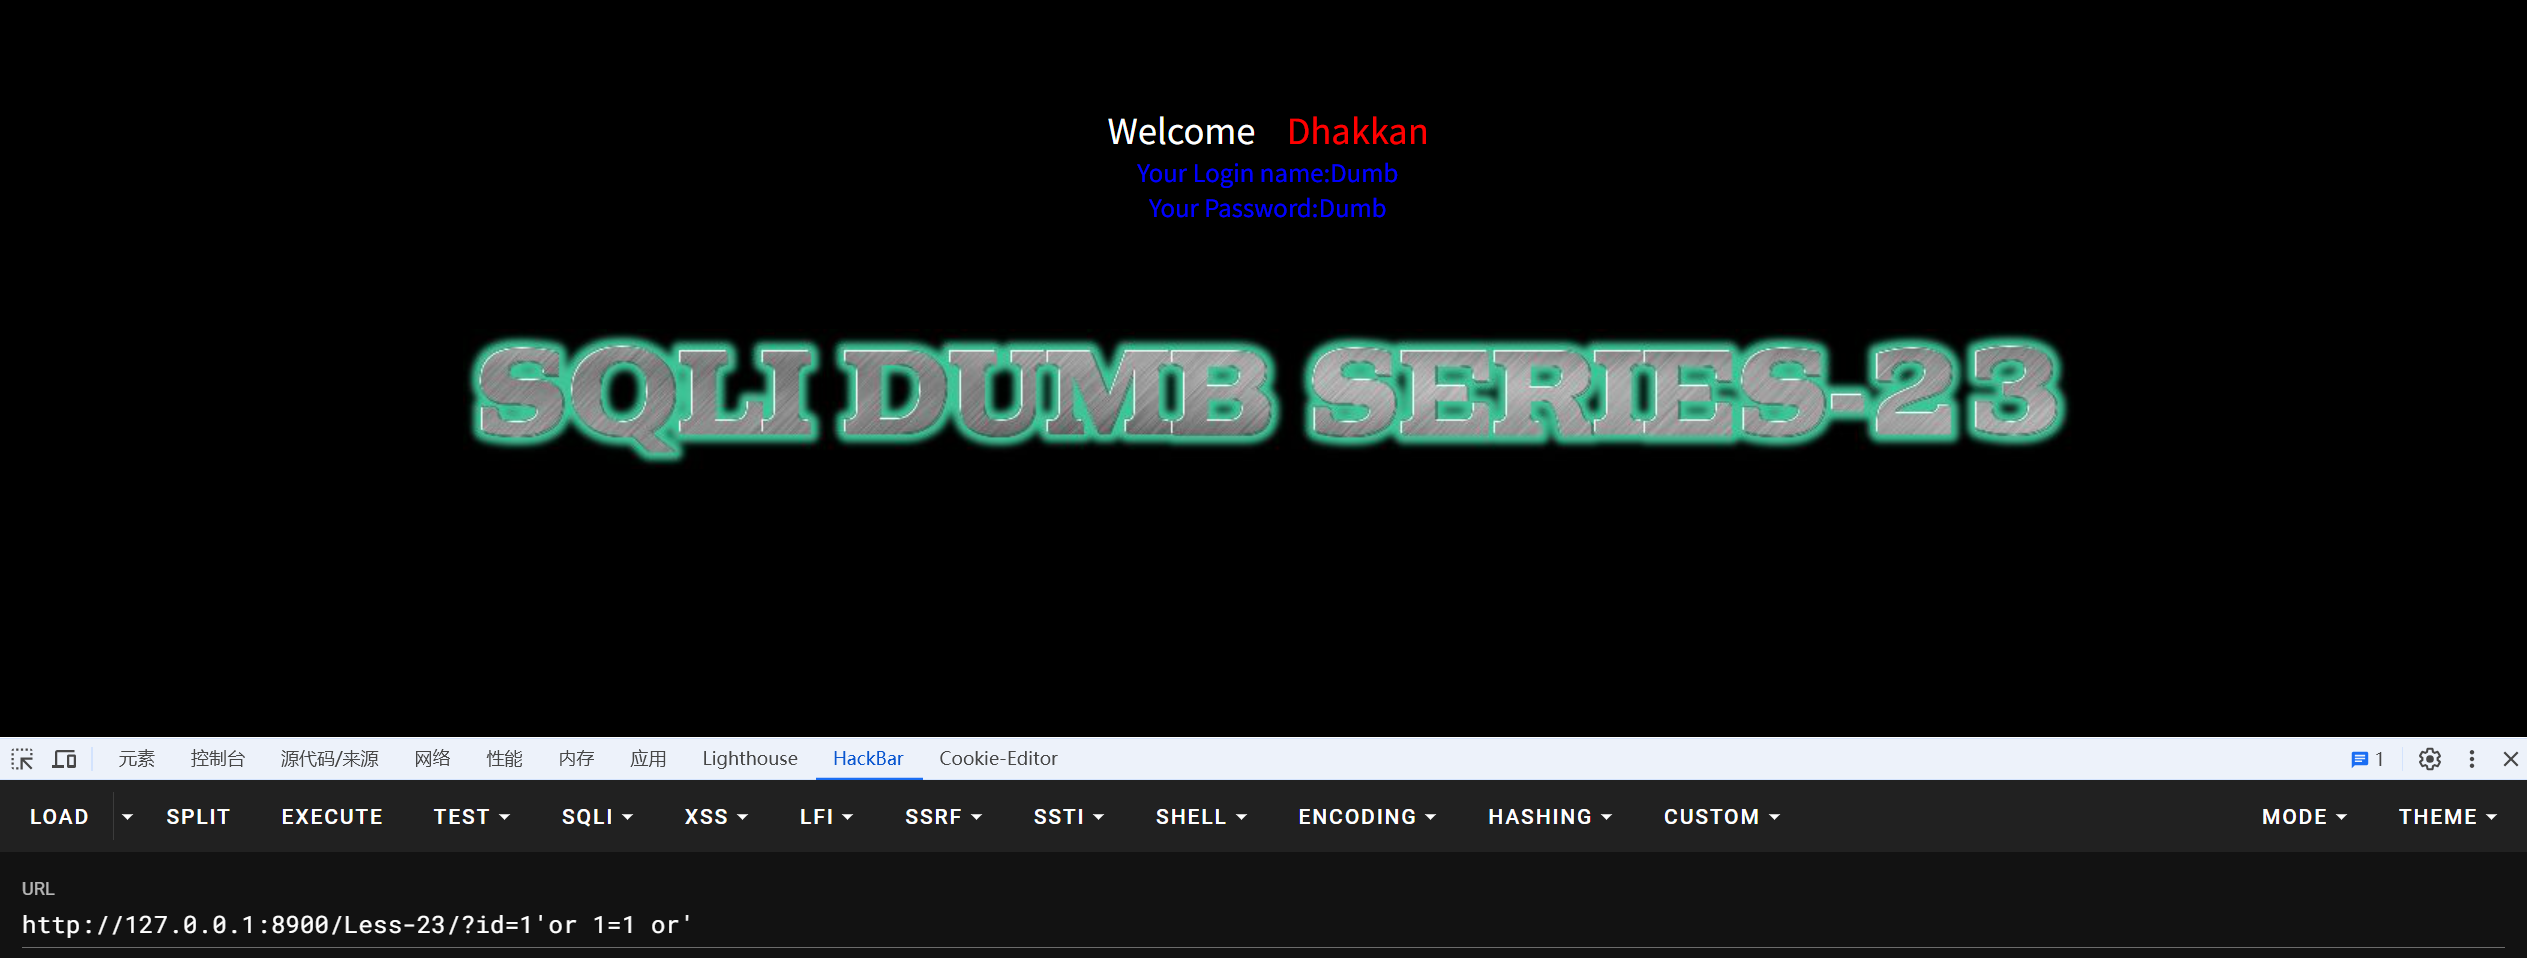 Welcome Dhakkan
Your Login name:Dumb
Your Password:Dumb
SQLI DUMB SERIES-23
元素 控制台 源代码/来源 网络 性能 内存 应用 Lighthouse HackBar Cookie-Editor 1
LOAD SPLIT EXECUTE TEST SQLI XSS LFI SSRF SSTI SHELL ENCODING HASHING CUSTOM MODE THEME
URL
http://127.0.0.1:8900/Less-23/?id=1'or 1=1 or'